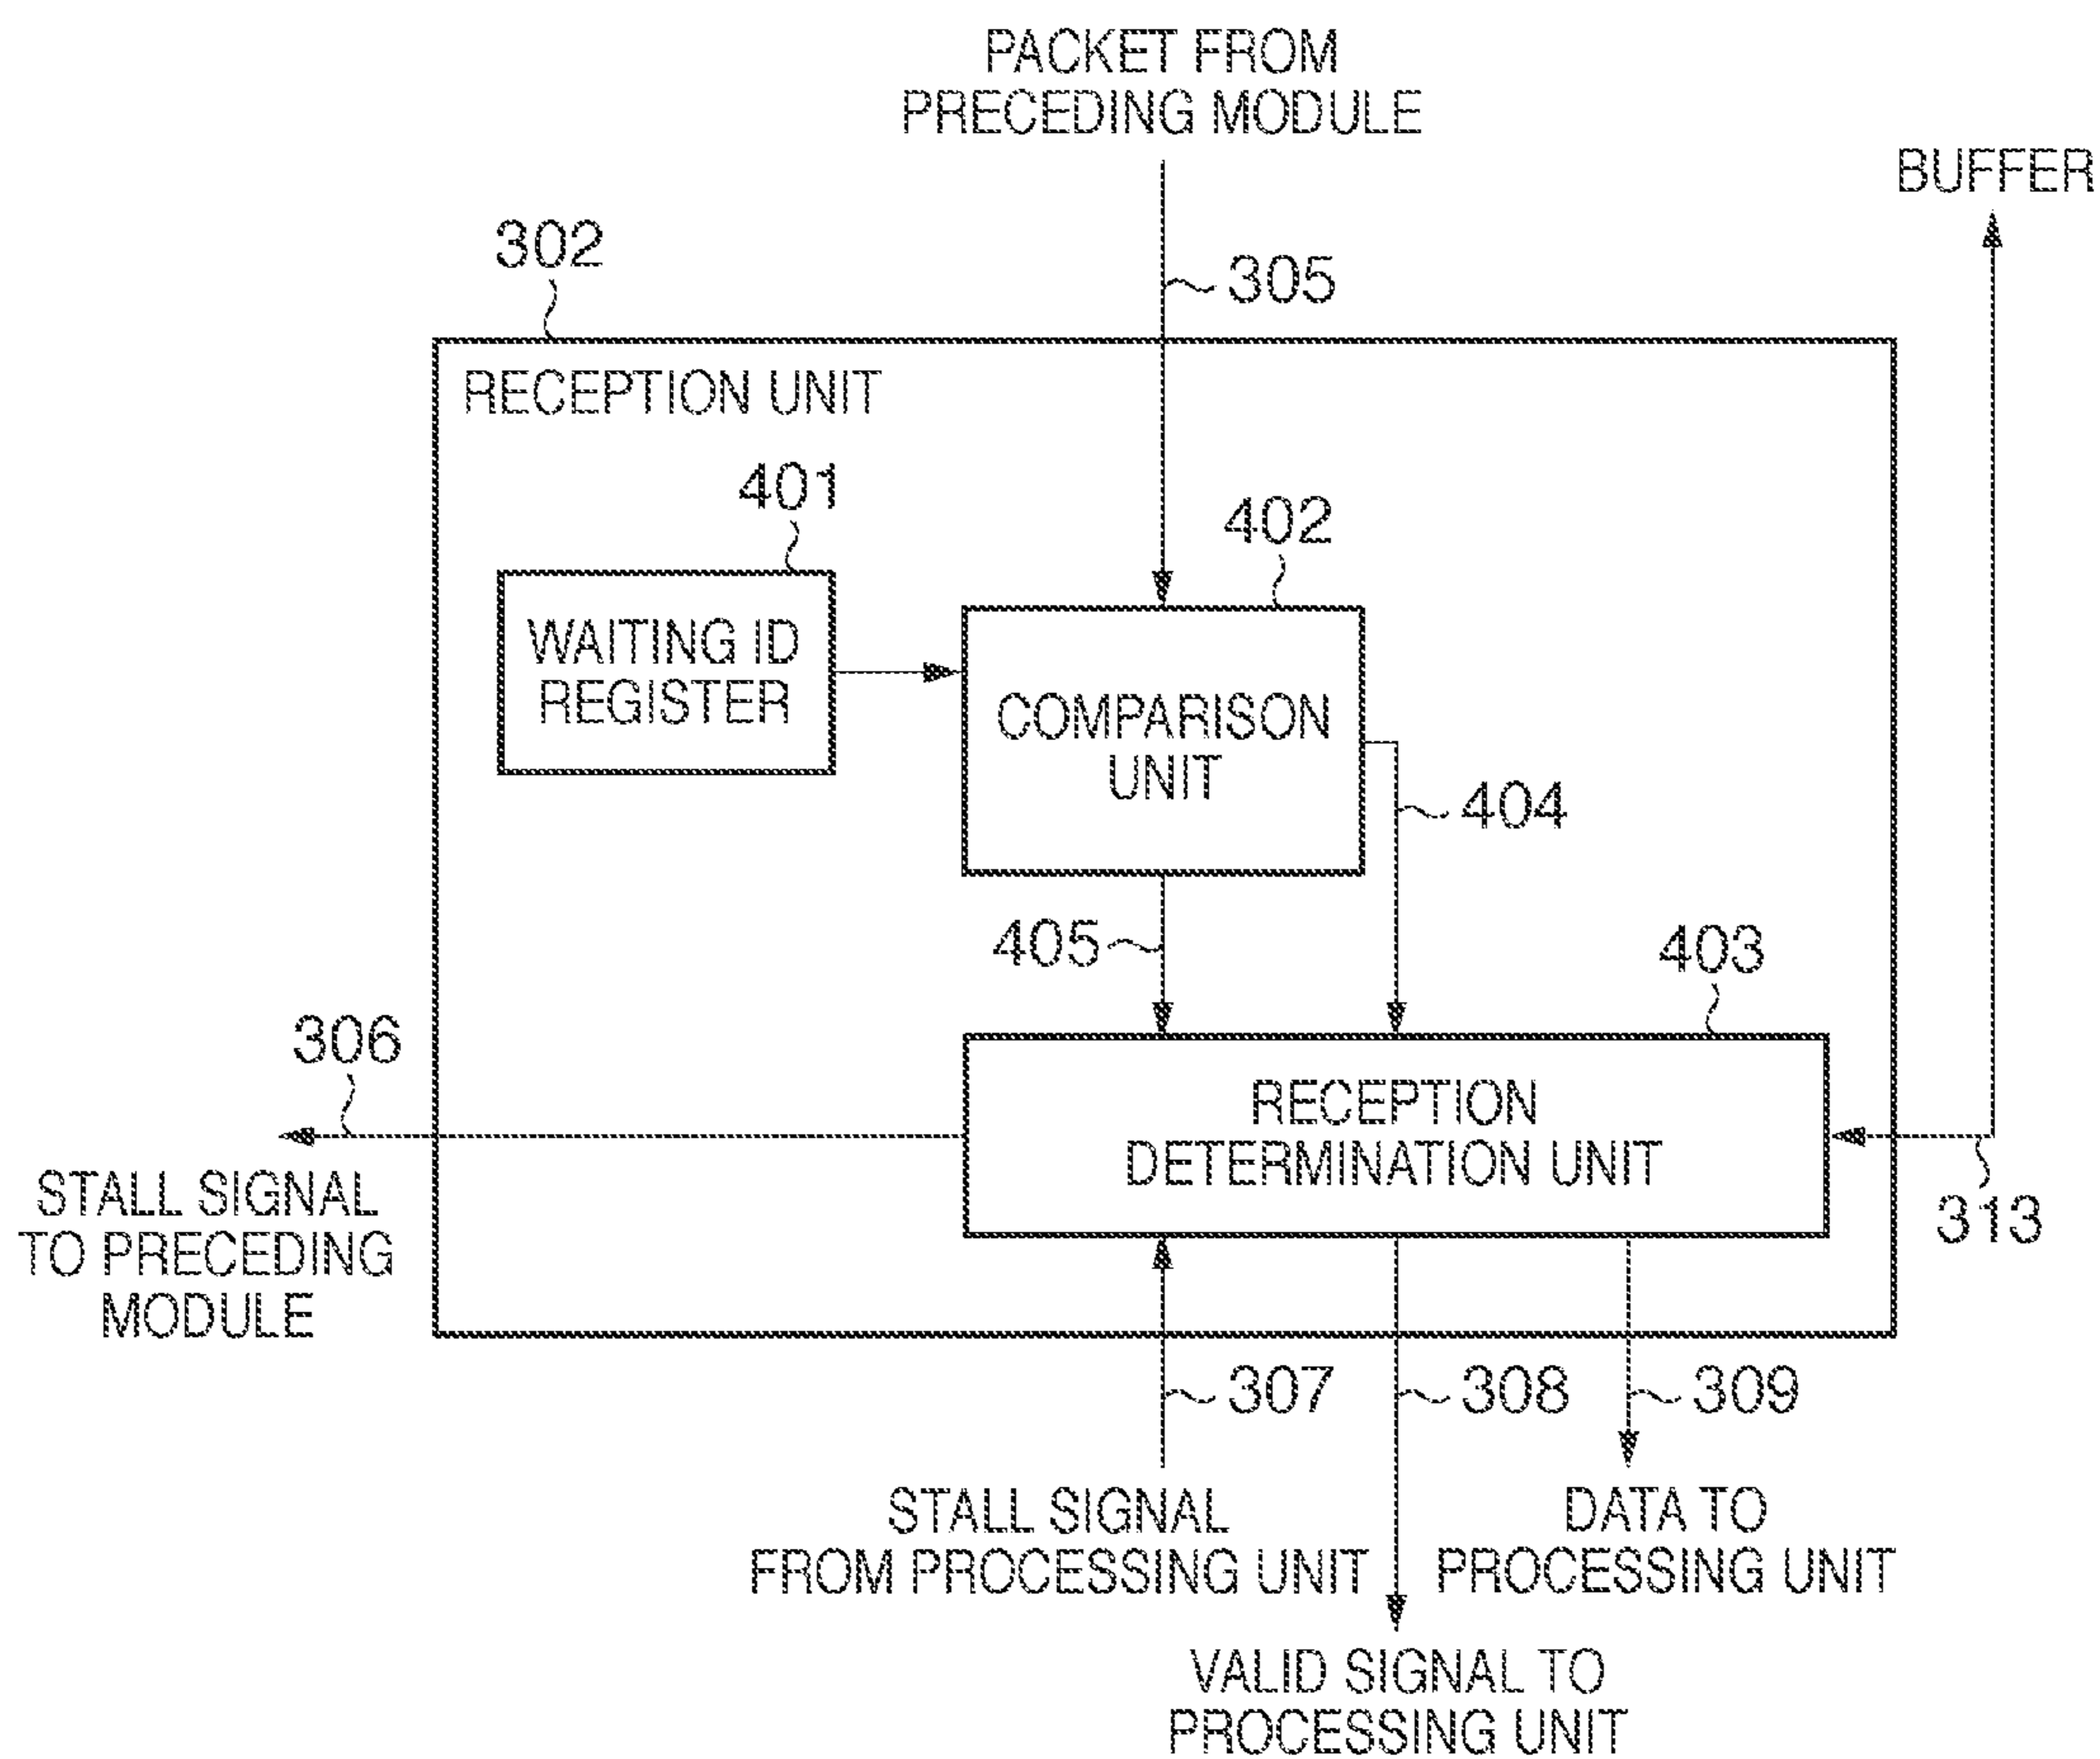 PACKET FROM
PRECEDING MODULE
BUFFER
302
305
RECEPTION UNIT
401
402
WAITING ID
REGISTER
COMPARISON
UNIT
404
405
403
306
RECEPTION
DETERMINATION UNIT
STALL SIGNAL
TO PRECEDING
MODULE
313
307
308
309
STALL SIGNAL
FROM PROCESSING UNIT
DATA TO
PROCESSING UNIT
VALID SIGNAL TO
PROCESSING UNIT